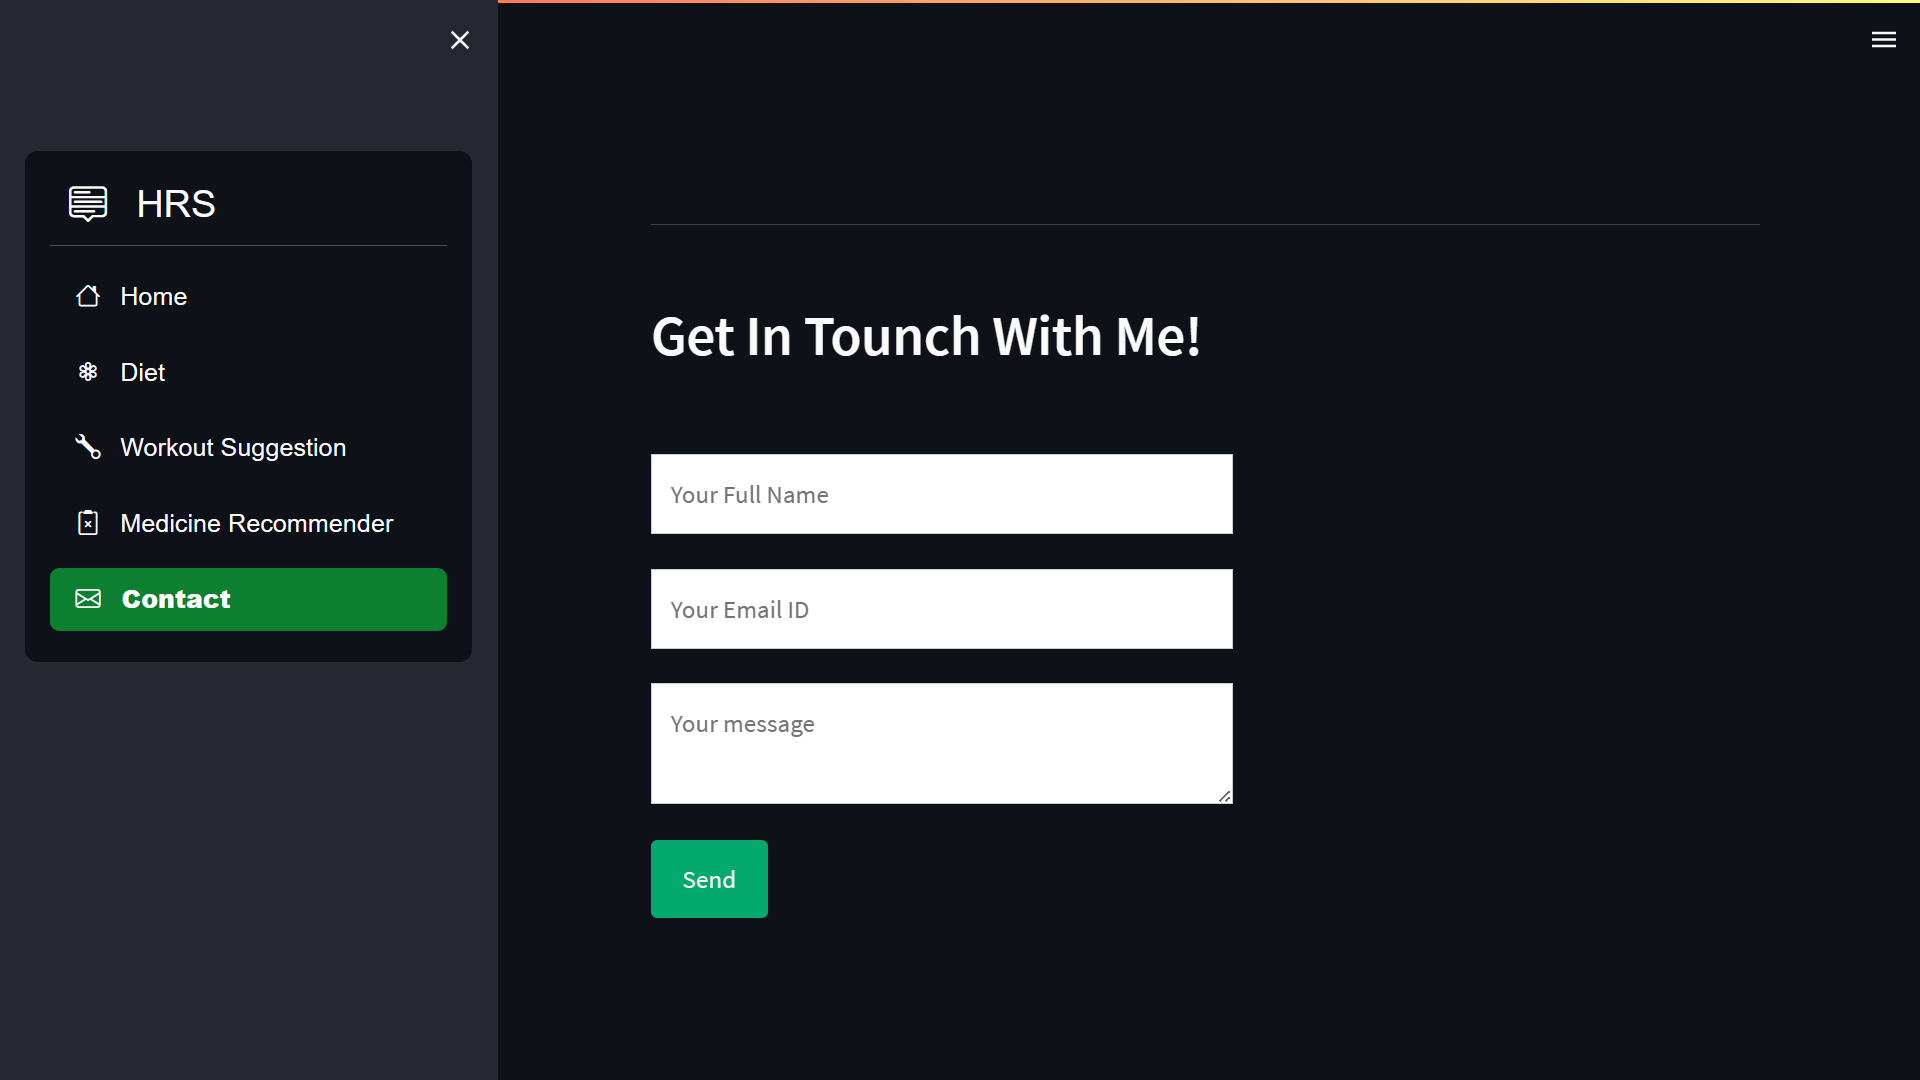 HRS
Home
Diet
Workout Suggestion
Medicine Recommender
Contact
Get In Tounch With Me!
Your Full Name
Your Email ID
Your message
Send